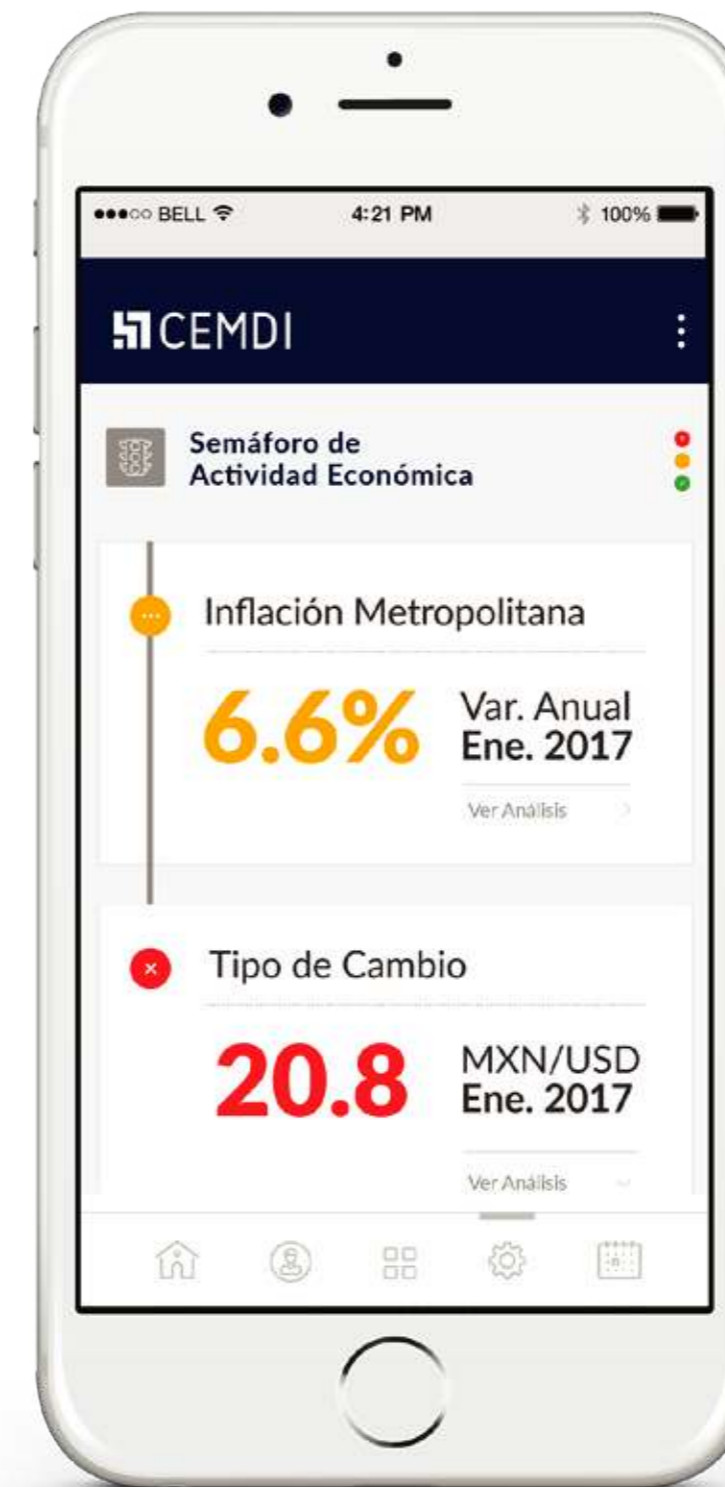 BELL 4:21 PM 100%
CEMDI
Semáforo de
Actividad Económica
Inflación Metropolitana
6.6%
Var. Anual
Ene. 2017
Ver Análisis
Tipo de Cambio
20.8
MXN/USD
Ene. 2017
Ver Análisis